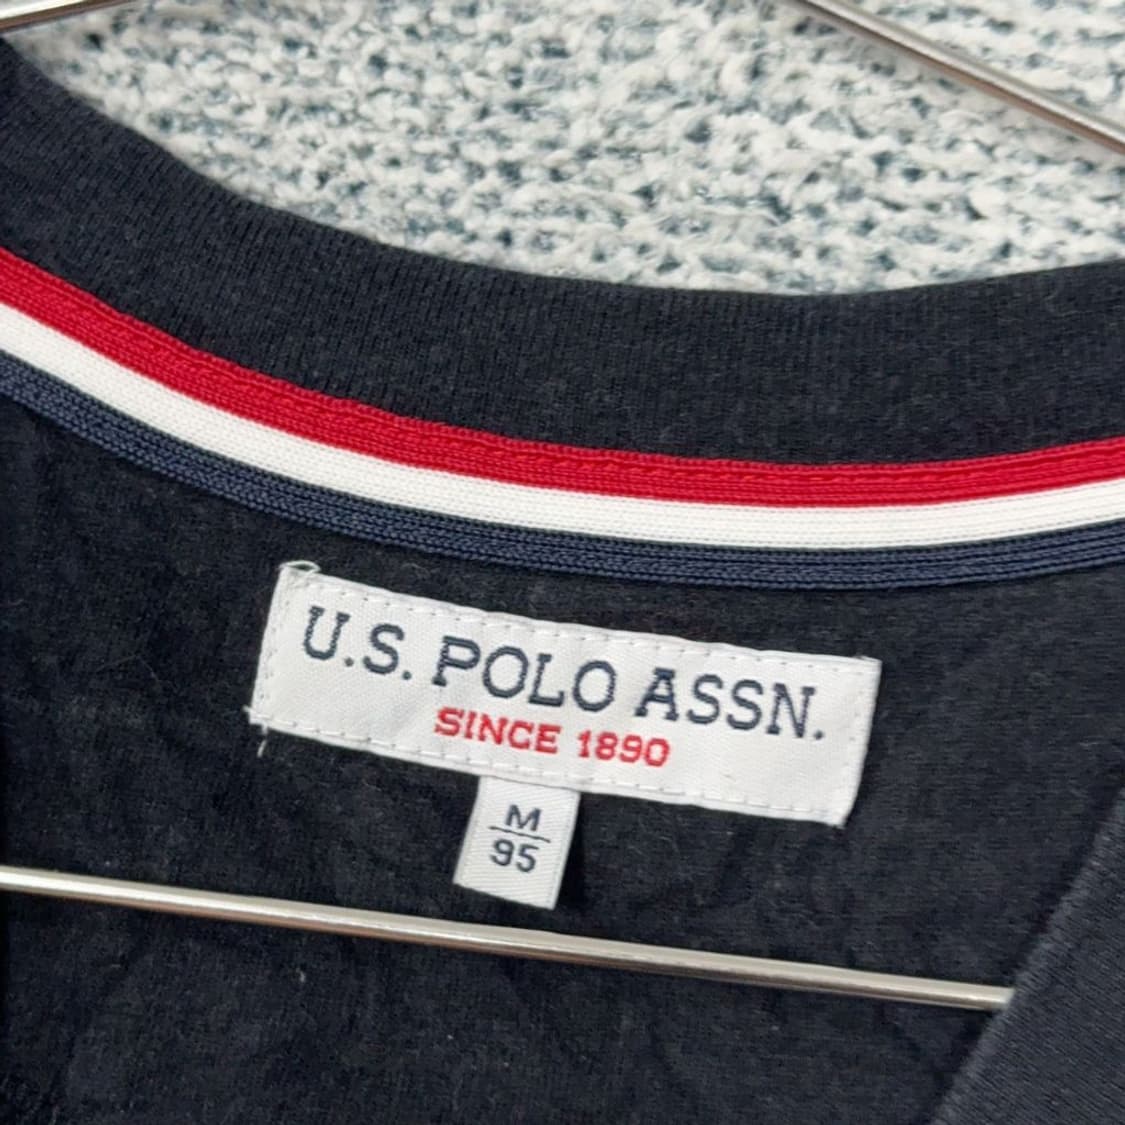 U.S. POLO ASSN.
SINCE 1890
M
95